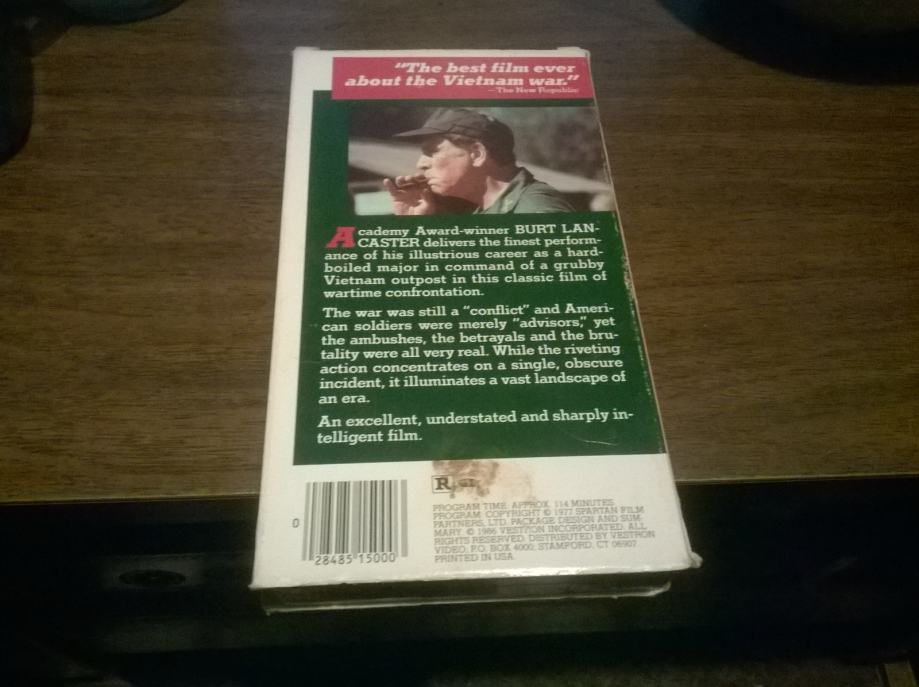 “The best film ever
about the Vietnam war.”
—The New Republic
Academy Award-winner BURT LAN-
CASTER delivers the finest perform-
ance of his illustrious career as a hard-
boiled major in command of a grubby
Vietnam outpost in this classic film of
wartime confrontation.
The war was still a “conflict” and Ameri-
can soldiers were merely “advisors,” yet
the ambushes, the betrayals and the bru-
tality were all very real. While the riveting
action concentrates on a single, obscure
incident, it illuminates a vast landscape of
an era.
An excellent, understated and sharply in-
telligent film.
R
PROGRAM TIME: APPROX. 114 MINUTES.
PROGRAM: COPYRIGHT © 1977 SPARTAN FILM
PARTNERS, LTD. PACKAGE DESIGN AND SUM-
MARY: © 1986 VESTRON INCORPORATED. ALL
RIGHTS RESERVED. DISTRIBUTED BY VESTRON
VIDEO, P.O. BOX 4000, STAMFORD, CT 06907.
PRINTED IN USA
0 28485 15000